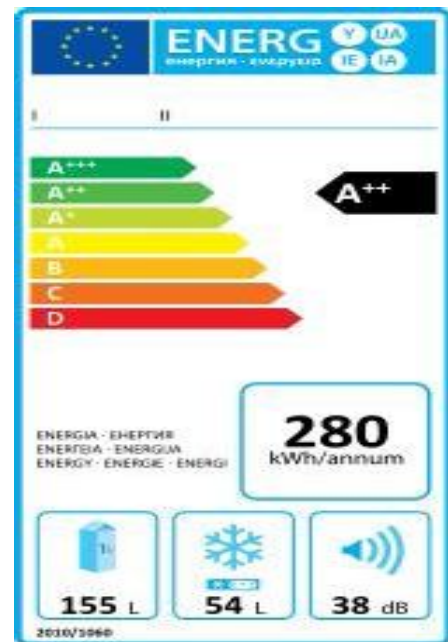 ENERG Y UA
енергия · ενεργεια IE IA
I II
A+++
A++
A++
A+
A
B
C
D
280
kWh/annum
ENERGIA · ЕНЕРГИЯ
ΕΝΕΡΓΕΙΑ · ENERGIJA
ENERGY · ENERGIE · ENERGI
155 L
54 L
38 dB
2010/1060